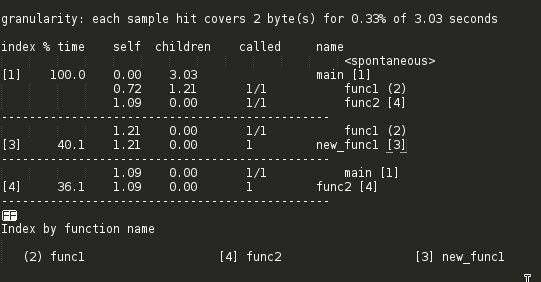 granularity: each sample hit covers 2 byte(s) for 0.33% of 3.03 seconds
index % time self children called name
<spontaneous>
[1] 100.0 0.00 3.03 main [1]
0.72 1.21 1/1 func1 (2)
1.09 0.00 1/1 func2 [4]
-----------------------------------------------
1.21 0.00 1/1 func1 (2)
[3] 40.1 1.21 0.00 1 new_func1 [3]
-----------------------------------------------
1.09 0.00 1/1 main [1]
[4] 36.1 1.09 0.00 1 func2 [4]
-----------------------------------------------
FF
Index by function name
(2) func1 [4] func2 [3] new_func1